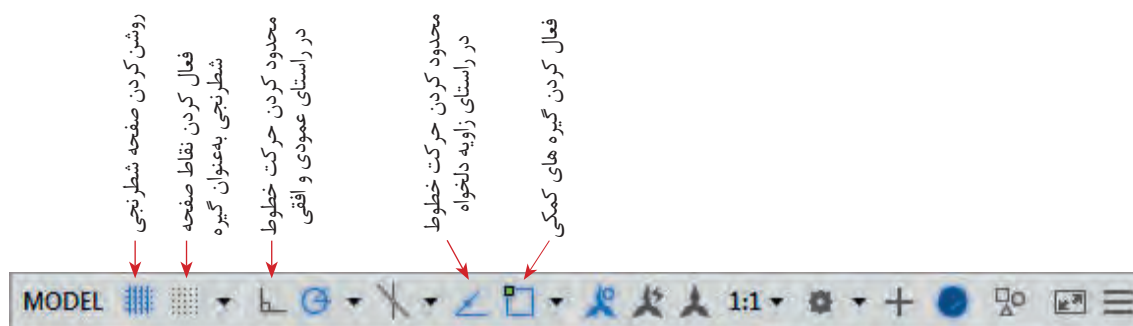 روشن کردن صفحه شطرنجی
فعال کردن نقاط صفحه
شطرنجی به‌عنوان گیره
محدود کردن حرکت خطوط
در راستای عمودی و افقی
محدود کردن حرکت خطوط
در راستای زاویه دلخواه
فعال کردن گیره های کمکی
MODEL
1:1